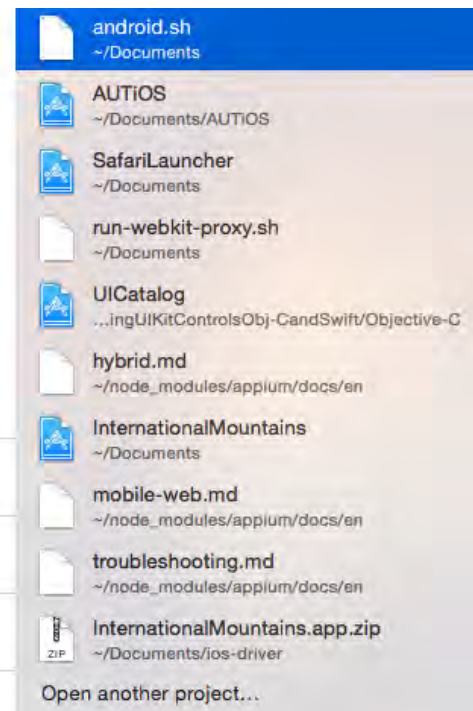 android.sh
~/Documents
AUTiOS
~/Documents/AUTiOS
SafariLauncher
~/Documents
run-webkit-proxy.sh
~/Documents
UICatalog
...ingUIKitControlsObj-CandSwift/Objective-C
hybrid.md
~/node_modules/appium/docs/en
InternationalMountains
~/Documents
mobile-web.md
~/node_modules/appium/docs/en
troubleshooting.md
~/node_modules/appium/docs/en
InternationalMountains.app.zip
ZIP ~/Documents/ios-driver
Open another project...